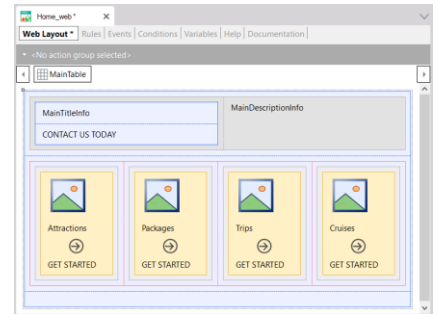 Home_web *
Web Layout * Rules Events Conditions Variables Help Documentation
<No action group selected>
MainTable
MainTitleInfo
MainDescriptionInfo
CONTACT US TODAY
Attractions
Packages
Trips
Cruises
GET STARTED
GET STARTED
GET STARTED
GET STARTED